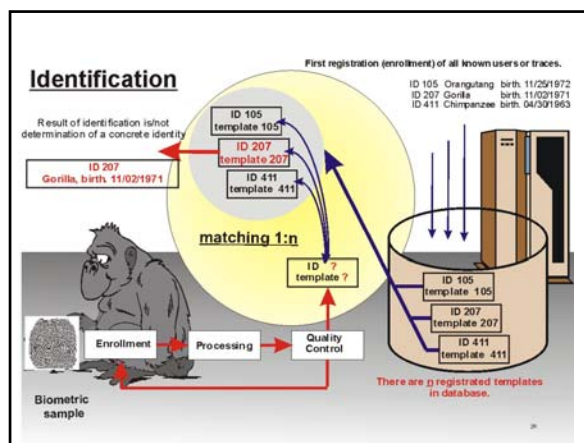 First registration (enrollment) of all known users or traces.
Identification
ID 105 Orangutang birth. 11/25/1972
ID 207 Gorilla birth. 11/02/1971
ID 411 Chimpanzee birth. 04/30/1963
Result of identification is/not
determination of a concrete identity
ID 207
Gorilla, birth. 11/02/1971
ID 105
template 105
ID 207
template 207
ID 411
template 411
matching 1:n
ID ?
template ?
ID 105
template 105
ID 207
template 207
ID 411
template 411
Enrollment
Processing
Quality
Control
Biometric
sample
There are n registrated templates
in database.